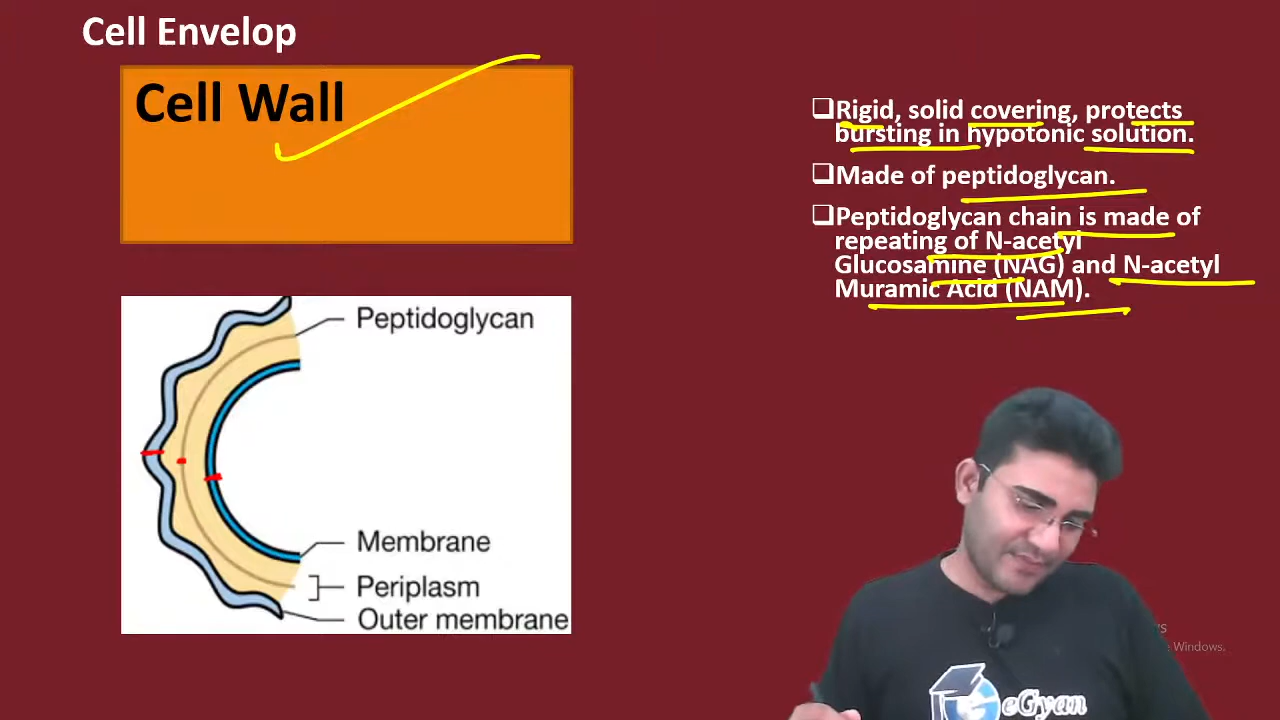 Cell Envelop
Cell Wall
❑Rigid, solid covering, protects
bursting in hypotonic solution.
❑Made of peptidoglycan.
❑Peptidoglycan chain is made of
repeating of N-acetyl
Glucosamine (NAG) and N-acetyl
Muramic Acid (NAM).
Peptidoglycan
Membrane
Periplasm
Outer membrane
Windows.
eGyan